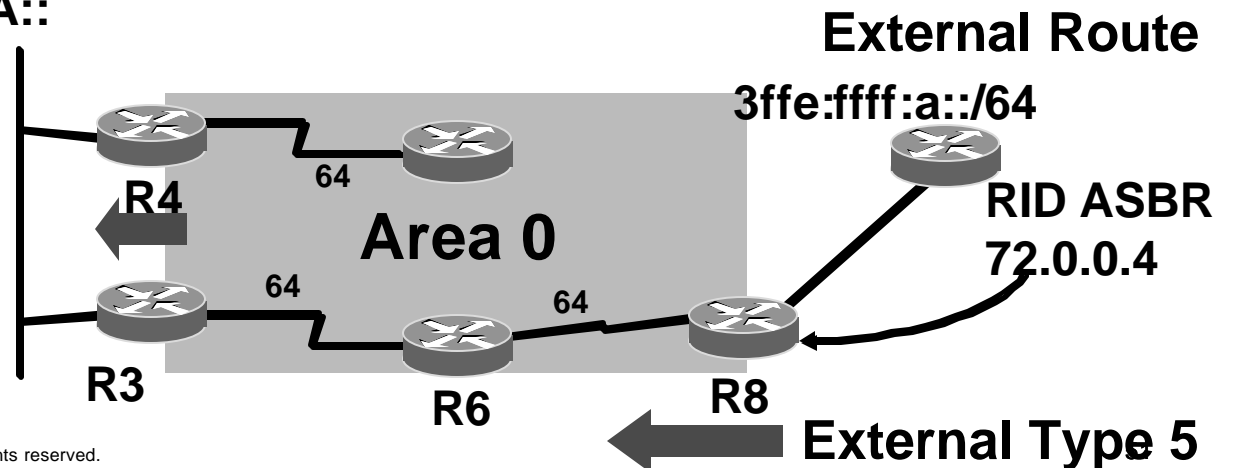 A::
External Route
3ffe:ffff:a::/64
64
R4
RID ASBR
Area 0
72.0.0.4
64
64
R3
R6
R8
External Type 5
nts reserved.